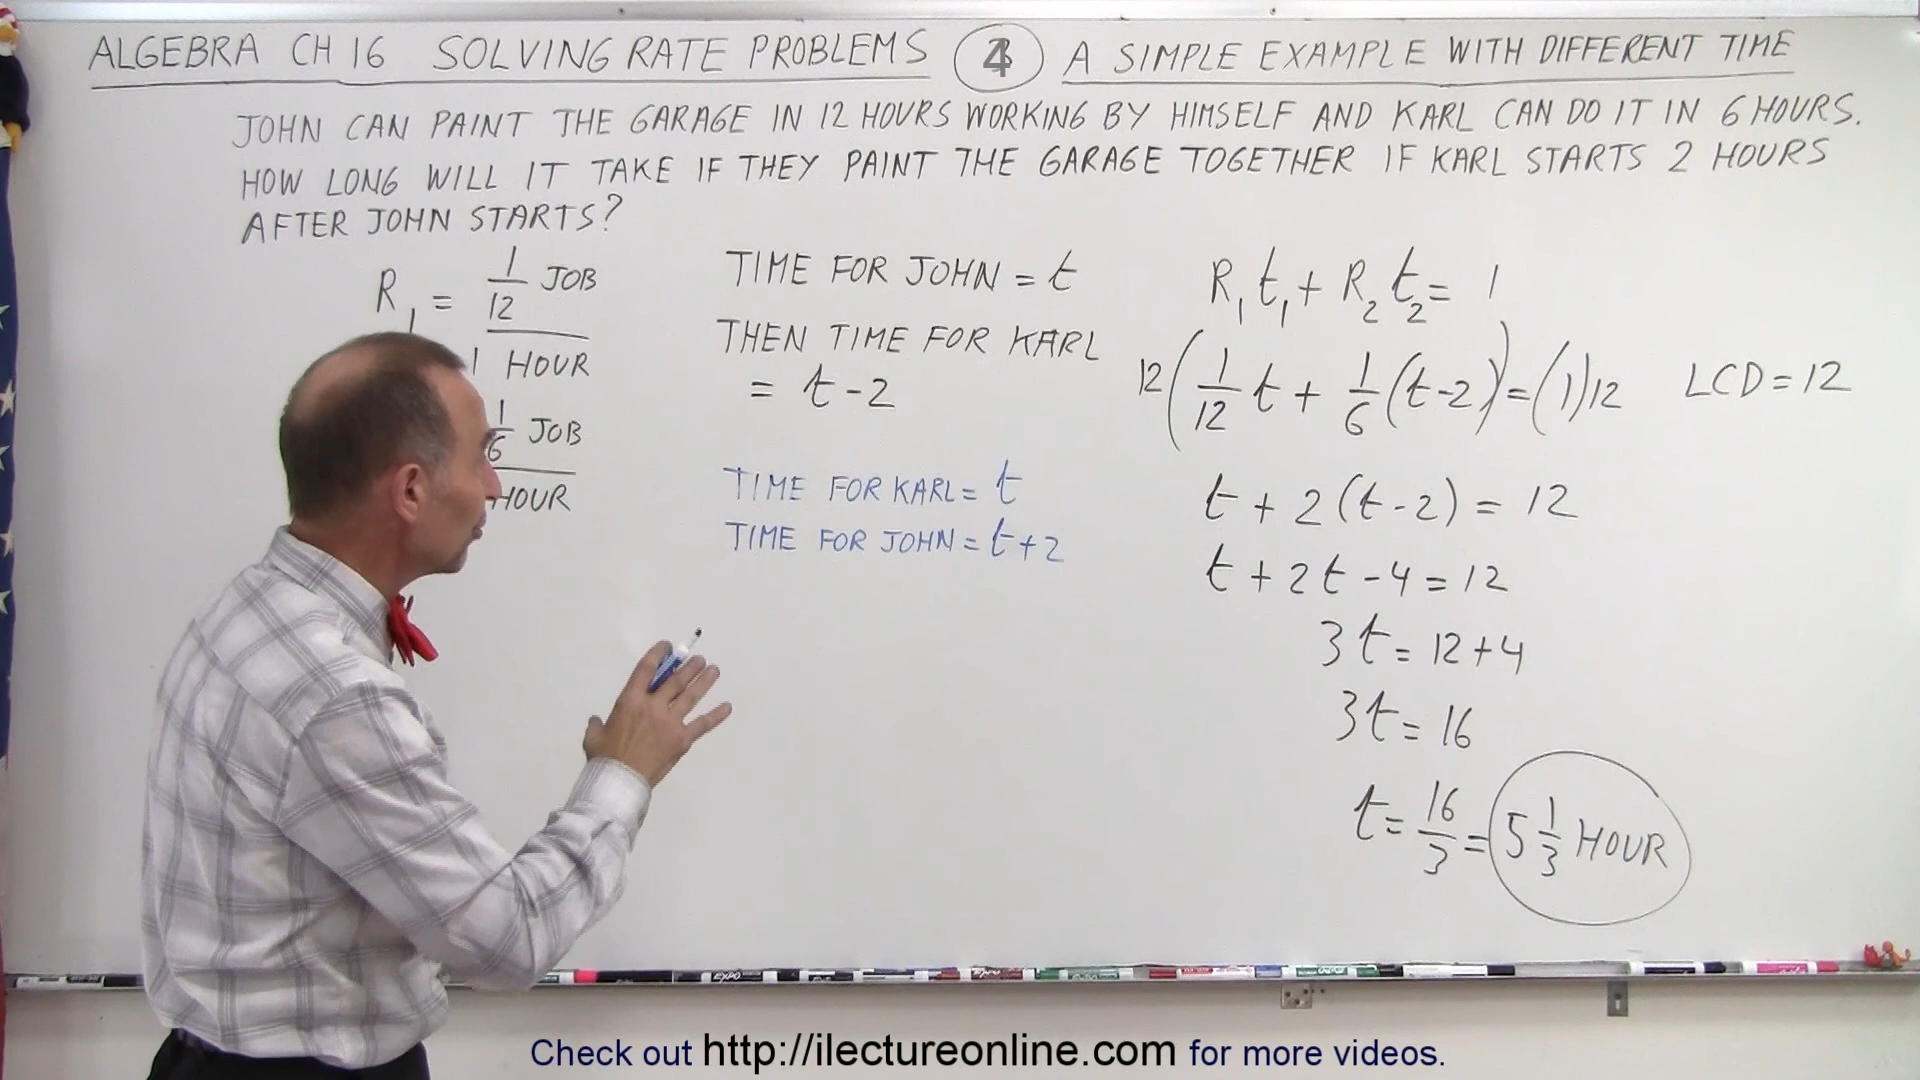 ALGEBRA CH 16 SOLVING RATE PROBLEMS 4 A SIMPLE EXAMPLE WITH DIFFERENT TIME
JOHN CAN PAINT THE GARAGE IN 12 HOURS WORKING BY HIMSELF AND KARL CAN DO IT IN 6 HOURS.
HOW LONG WILL IT TAKE IF THEY PAINT THE GARAGE TOGETHER IF KARL STARTS 2 HOURS
AFTER JOHN STARTS?
R₁ = 1/12 JOB
1 HOUR
1/6 JOB
HOUR
TIME FOR JOHN = t
THEN TIME FOR KARL
= t - 2
TIME FOR KARL = t
TIME FOR JOHN = t + 2
R₁t₁ + R₂t₂ = 1
12(1/12 t + 1/6 (t-2)) = (1)12 LCD = 12
t + 2(t-2) = 12
t + 2t - 4 = 12
3t = 12 + 4
3t = 16
t = 16/3 = 5 1/3 HOUR
EXPO
Check out http://ilectureonline.com for more videos.